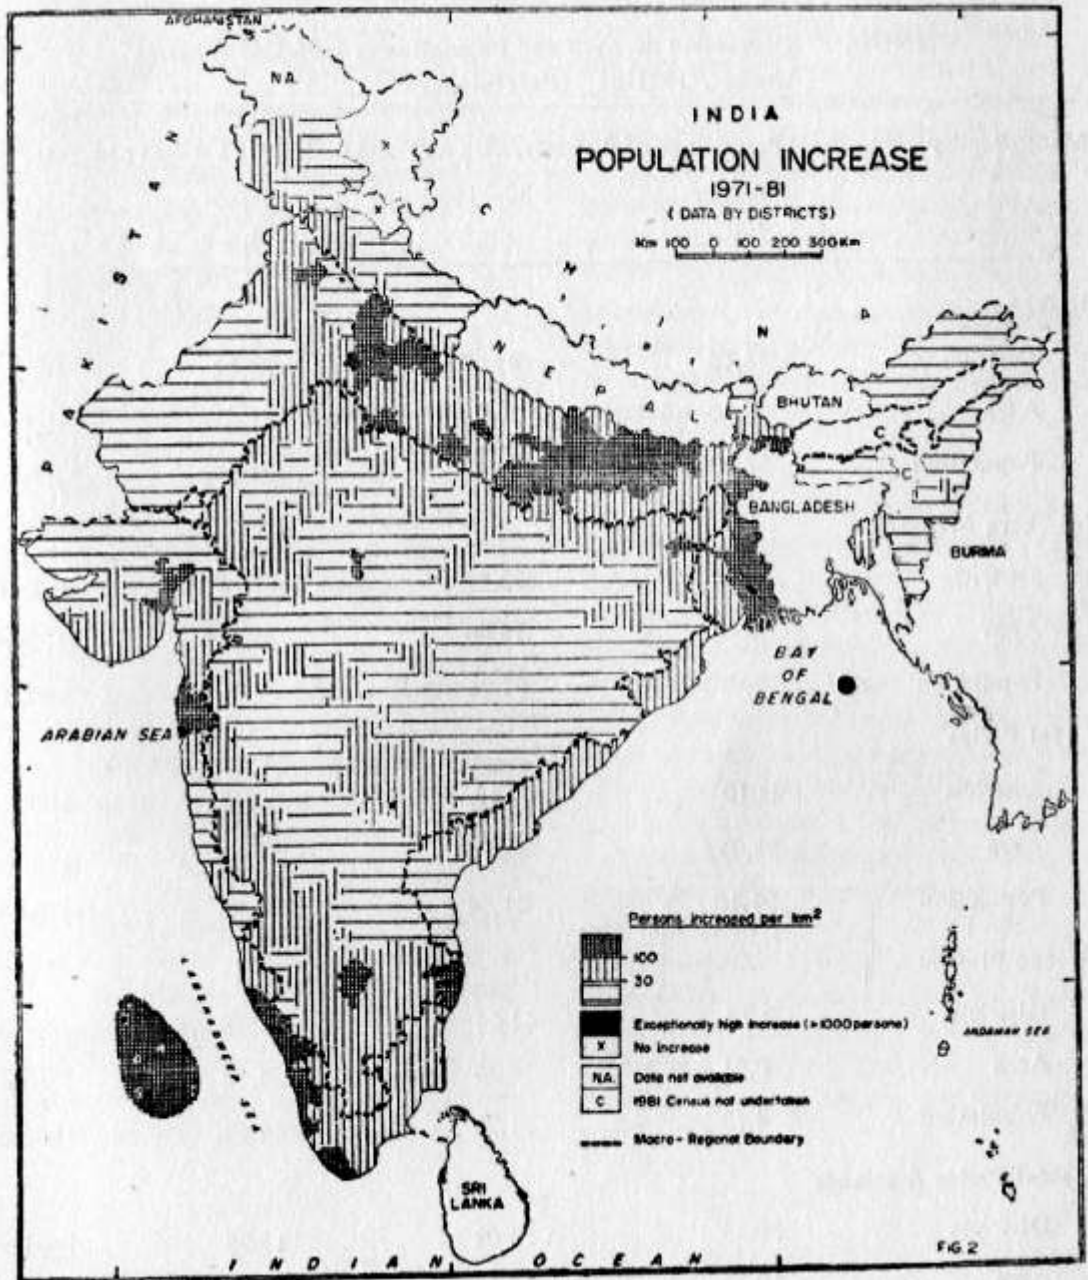 AFGHANISTAN
N.A.
INDIA
POPULATION INCREASE
1971-81
( DATA BY DISTRICTS)
Km 100 0 100 200 300 Km
PAKISTAN
x
x
CHINA
NEPAL
BHUTAN
C
C
BANGLADESH
BURMA
BAY
OF
BENGAL
ARABIAN SEA
Persons increased per km²
100
30
Exceptionally high increase (>1000 persons)
x No increase
N.A. Data not available
C 1981 Census not undertaken
Macro-Regional Boundary
LAKSHADWEEP SEA
ANDAMAN SEA
SRI
LANKA
INDIAN OCEAN
FIG. 2